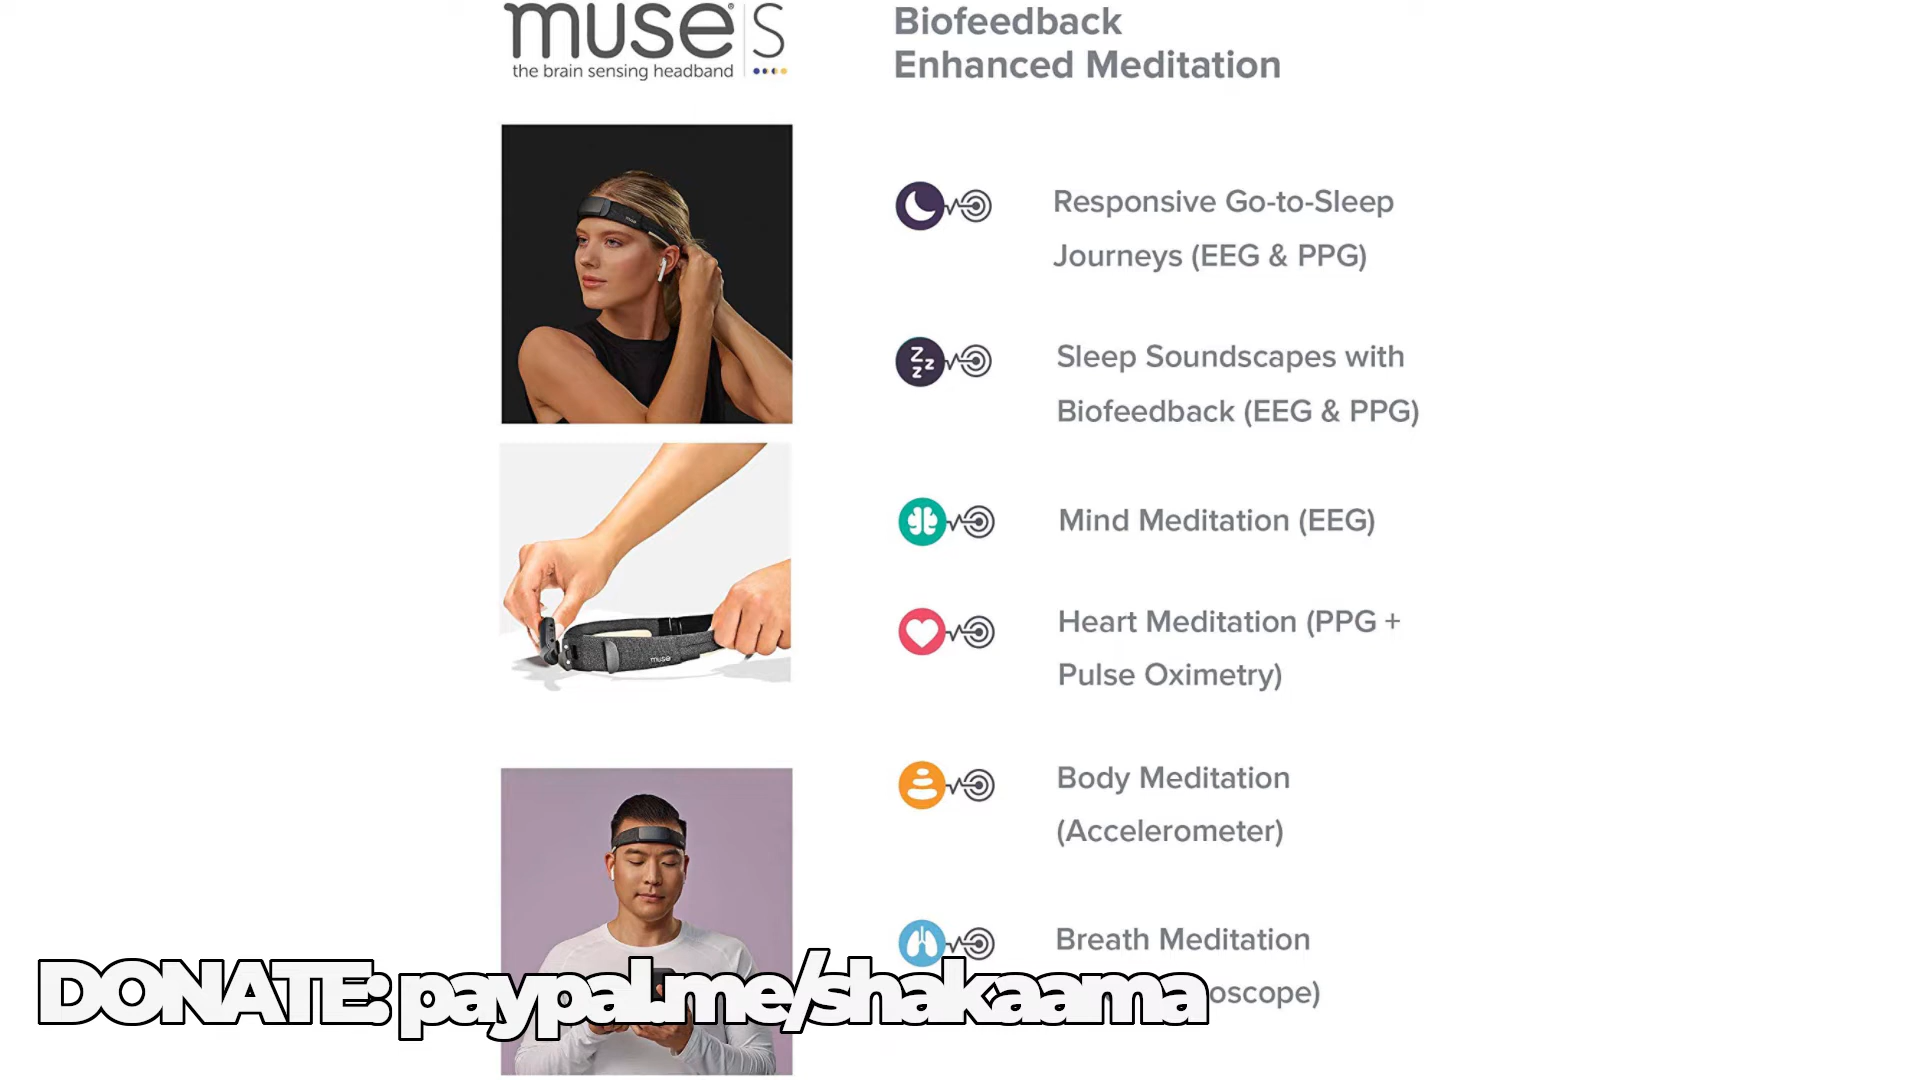 muse® S
the brain sensing headband
Biofeedback
Enhanced Meditation
Responsive Go-to-Sleep
Journeys (EEG & PPG)
Sleep Soundscapes with
Biofeedback (EEG & PPG)
Mind Meditation (EEG)
muse
Heart Meditation (PPG +
Pulse Oximetry)
Body Meditation
(Accelerometer)
Breath Meditation
oscope)
DONATE: paypal.me/shakaama